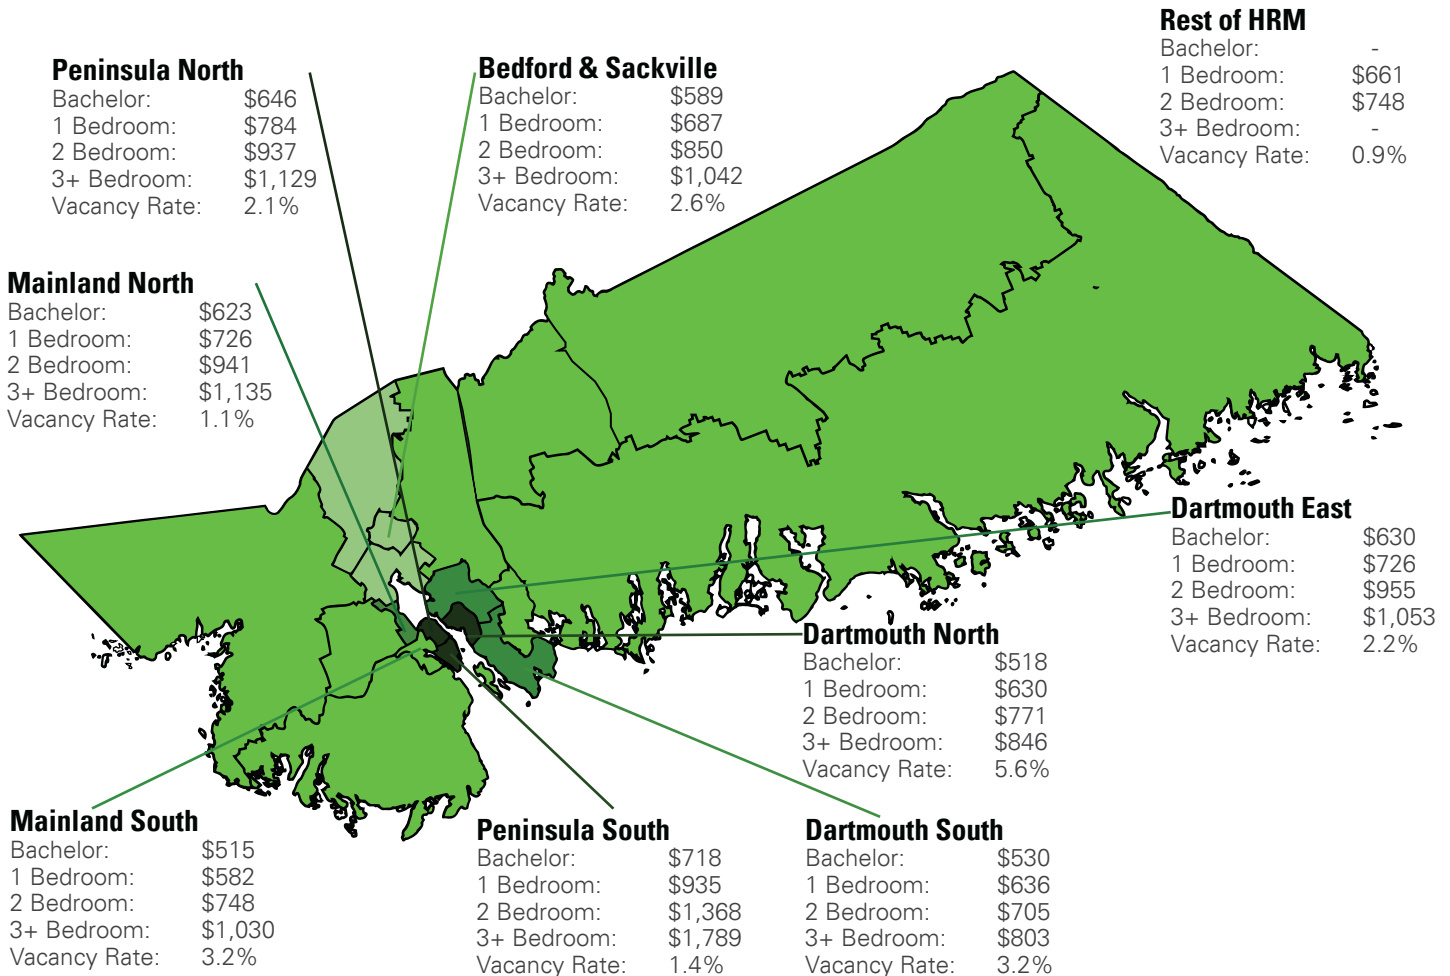 Rest of HRM
Bachelor: -
1 Bedroom: $661
2 Bedroom: $748
3+ Bedroom: -
Vacancy Rate: 0.9%
Peninsula North
Bachelor: $646
1 Bedroom: $784
2 Bedroom: $937
3+ Bedroom: $1,129
Vacancy Rate: 2.1%
Bedford & Sackville
Bachelor: $589
1 Bedroom: $687
2 Bedroom: $850
3+ Bedroom: $1,042
Vacancy Rate: 2.6%
Mainland North
Bachelor: $623
1 Bedroom: $726
2 Bedroom: $941
3+ Bedroom: $1,135
Vacancy Rate: 1.1%
Dartmouth East
Bachelor: $630
1 Bedroom: $726
2 Bedroom: $955
3+ Bedroom: $1,053
Vacancy Rate: 2.2%
Dartmouth North
Bachelor: $518
1 Bedroom: $630
2 Bedroom: $771
3+ Bedroom: $846
Vacancy Rate: 5.6%
Mainland South
Bachelor: $515
1 Bedroom: $582
2 Bedroom: $748
3+ Bedroom: $1,030
Vacancy Rate: 3.2%
Peninsula South
Bachelor: $718
1 Bedroom: $935
2 Bedroom: $1,368
3+ Bedroom: $1,789
Vacancy Rate: 1.4%
Dartmouth South
Bachelor: $530
1 Bedroom: $636
2 Bedroom: $705
3+ Bedroom: $803
Vacancy Rate: 3.2%